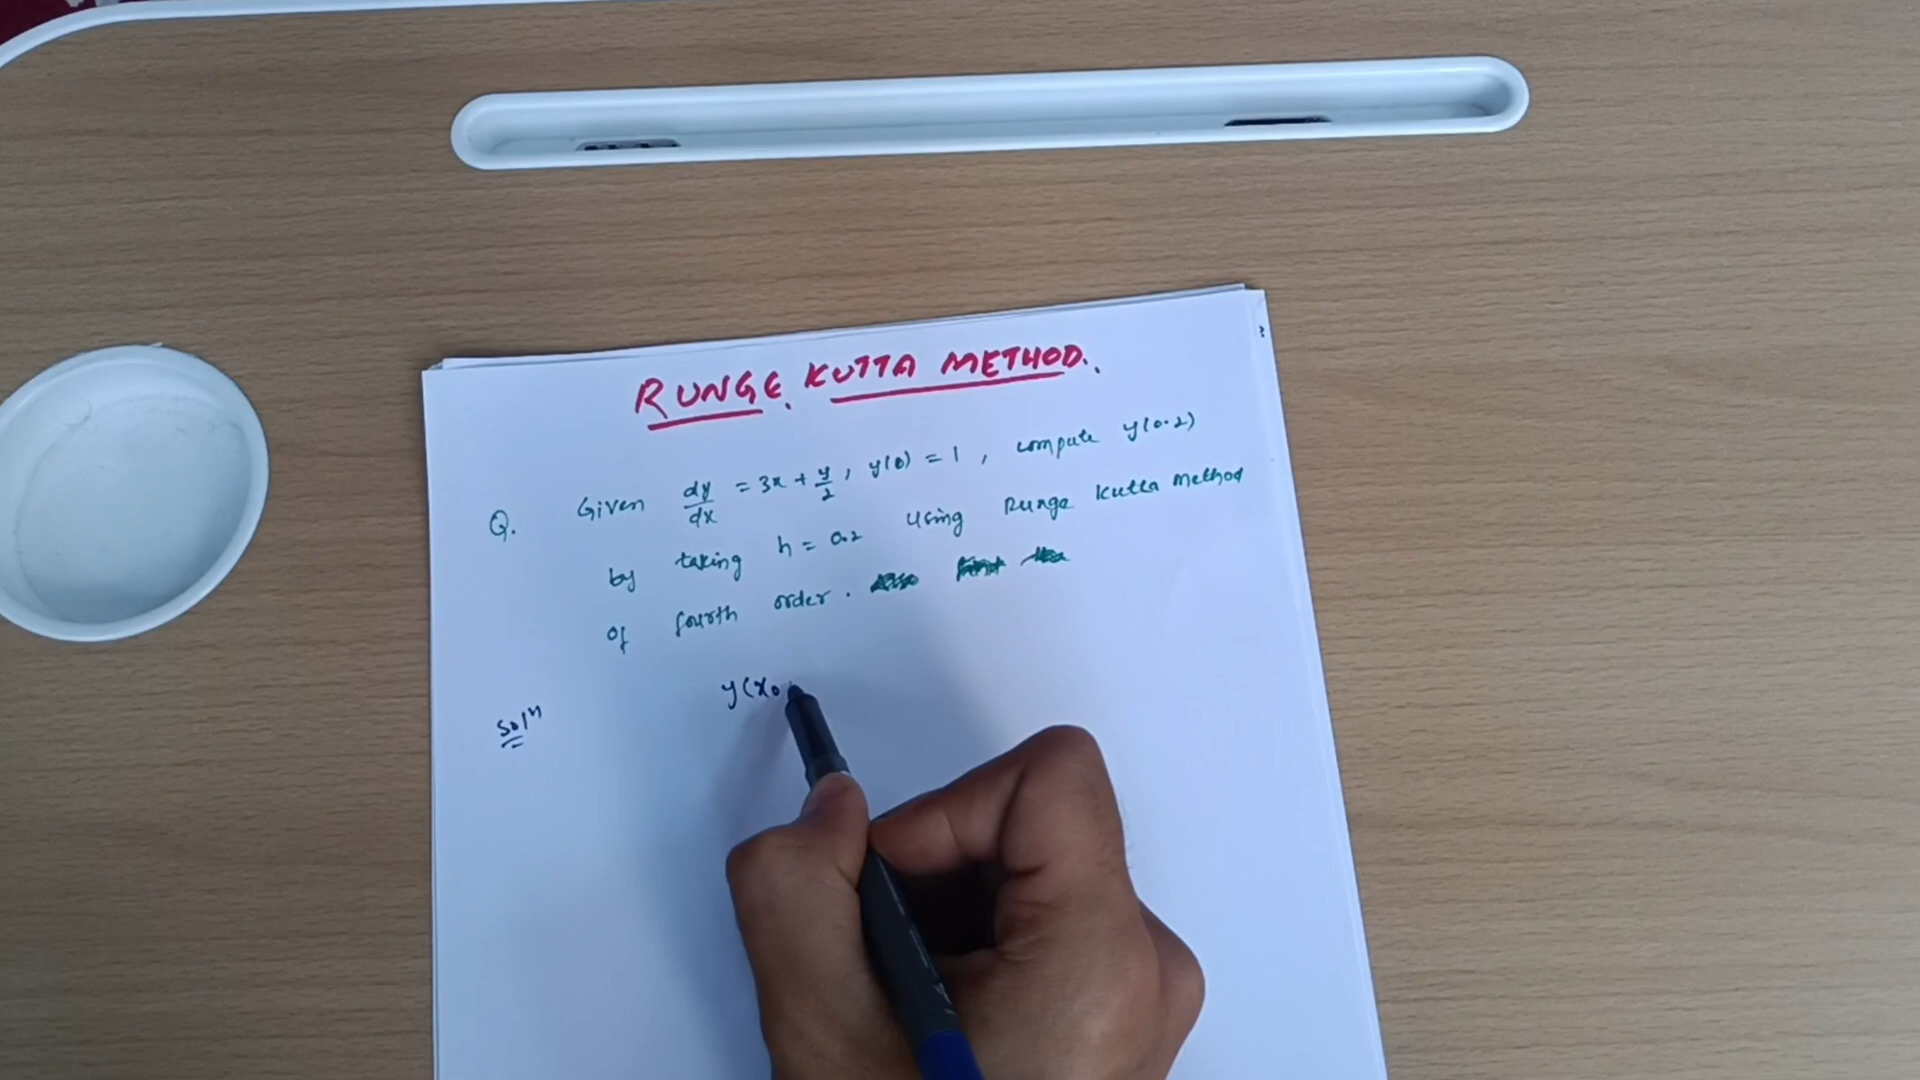 RUNGE KUTTA METHOD.
Q. Given dy/dx = 3x + y/2, y(0) = 1, compute y(0.2)
by taking h = 0.2 using Runge Kutta Method
of fourth order.
Soln y(x0